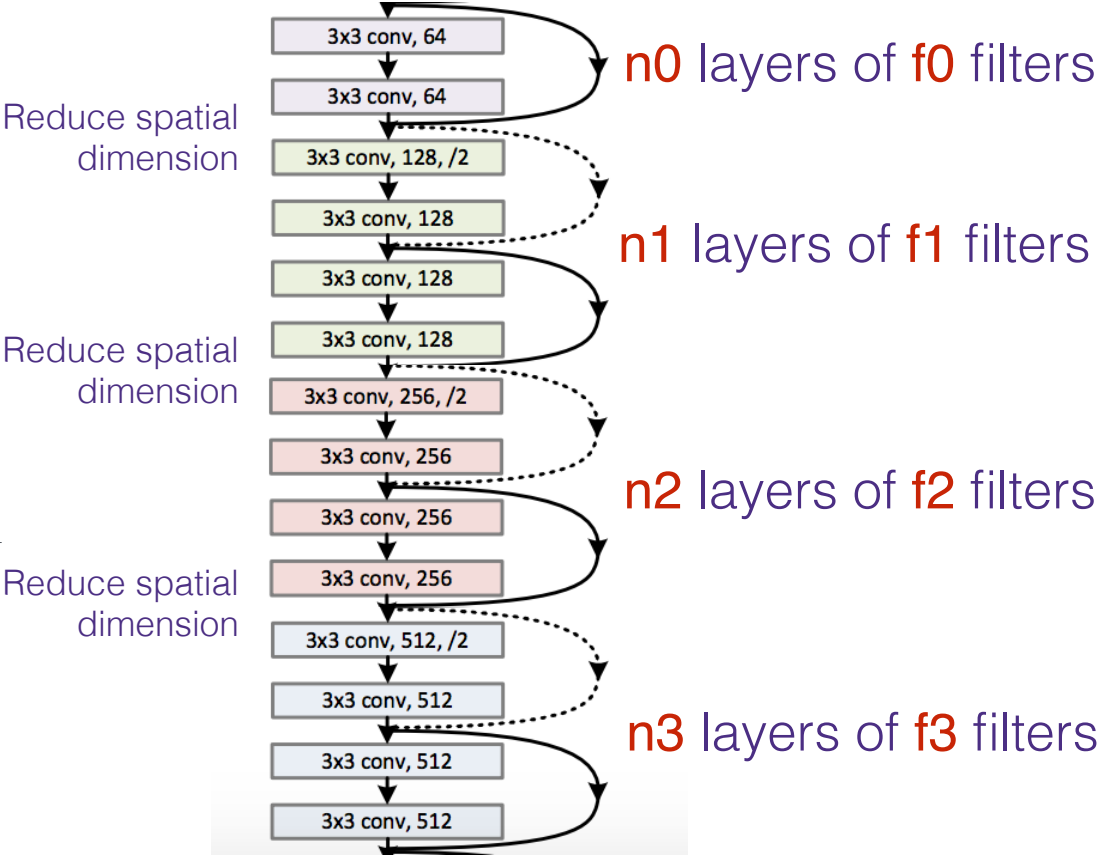 3x3 conv, 64
n0 layers of f0 filters
3x3 conv, 64
Reduce spatial
dimension
3x3 conv, 128, /2
3x3 conv, 128
n1 layers of f1 filters
3x3 conv, 128
3x3 conv, 128
Reduce spatial
dimension
3x3 conv, 256, /2
3x3 conv, 256
n2 layers of f2 filters
3x3 conv, 256
3x3 conv, 256
Reduce spatial
dimension
3x3 conv, 512, /2
3x3 conv, 512
n3 layers of f3 filters
3x3 conv, 512
3x3 conv, 512